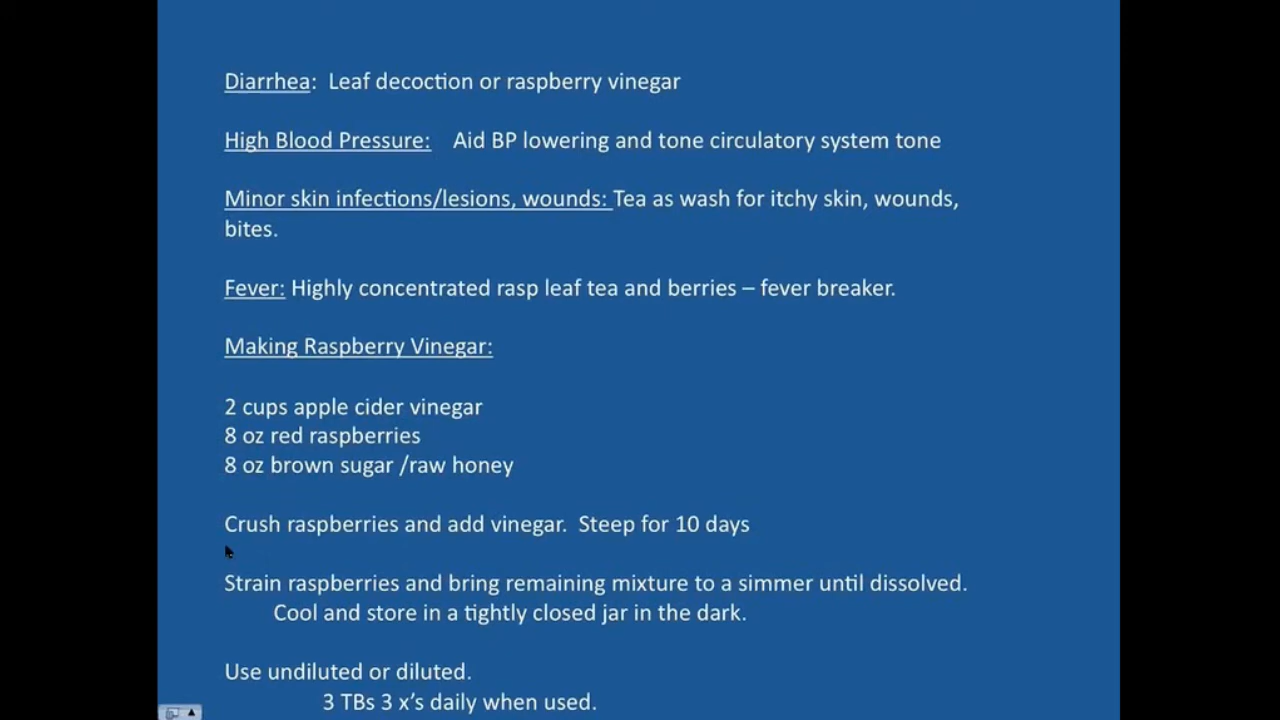 Diarrhea:  Leaf decoction or raspberry vinegar
High Blood Pressure:   Aid BP lowering and tone circulatory system tone
Minor skin infections/lesions, wounds: Tea as wash for itchy skin, wounds,
bites.
Fever: Highly concentrated rasp leaf tea and berries – fever breaker.
Making Raspberry Vinegar:
2 cups apple cider vinegar
8 oz red raspberries
8 oz brown sugar /raw honey
Crush raspberries and add vinegar.  Steep for 10 days
Strain raspberries and bring remaining mixture to a simmer until dissolved.
Cool and store in a tightly closed jar in the dark.
Use undiluted or diluted.
3 TBs 3 x’s daily when used.